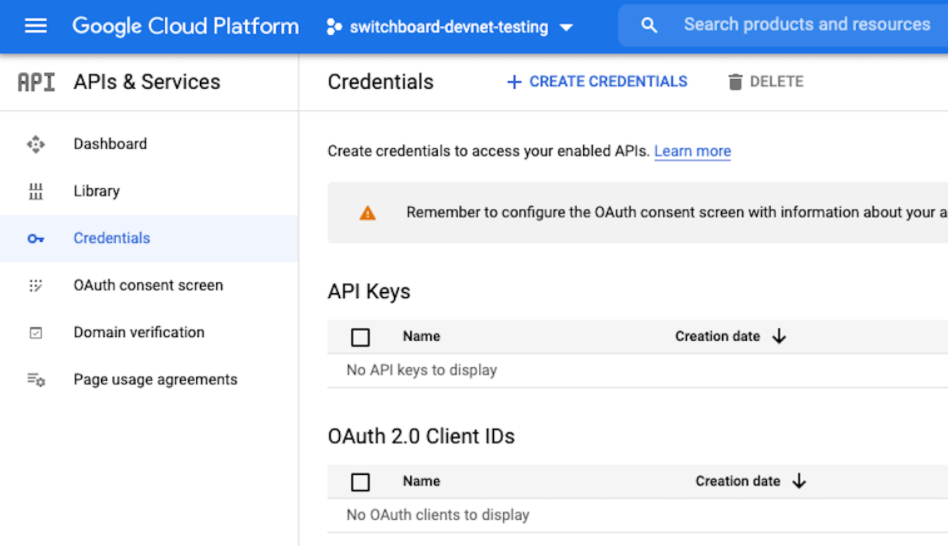 Google Cloud Platform switchboard-devnet-testing Search products and resources
API APIs & Services
Credentials + CREATE CREDENTIALS DELETE
Dashboard
Library
Credentials
OAuth consent screen
Domain verification
Page usage agreements
Create credentials to access your enabled APIs. Learn more
Remember to configure the OAuth consent screen with information about your a
API Keys
Name Creation date
No API keys to display
OAuth 2.0 Client IDs
Name Creation date
No OAuth clients to display